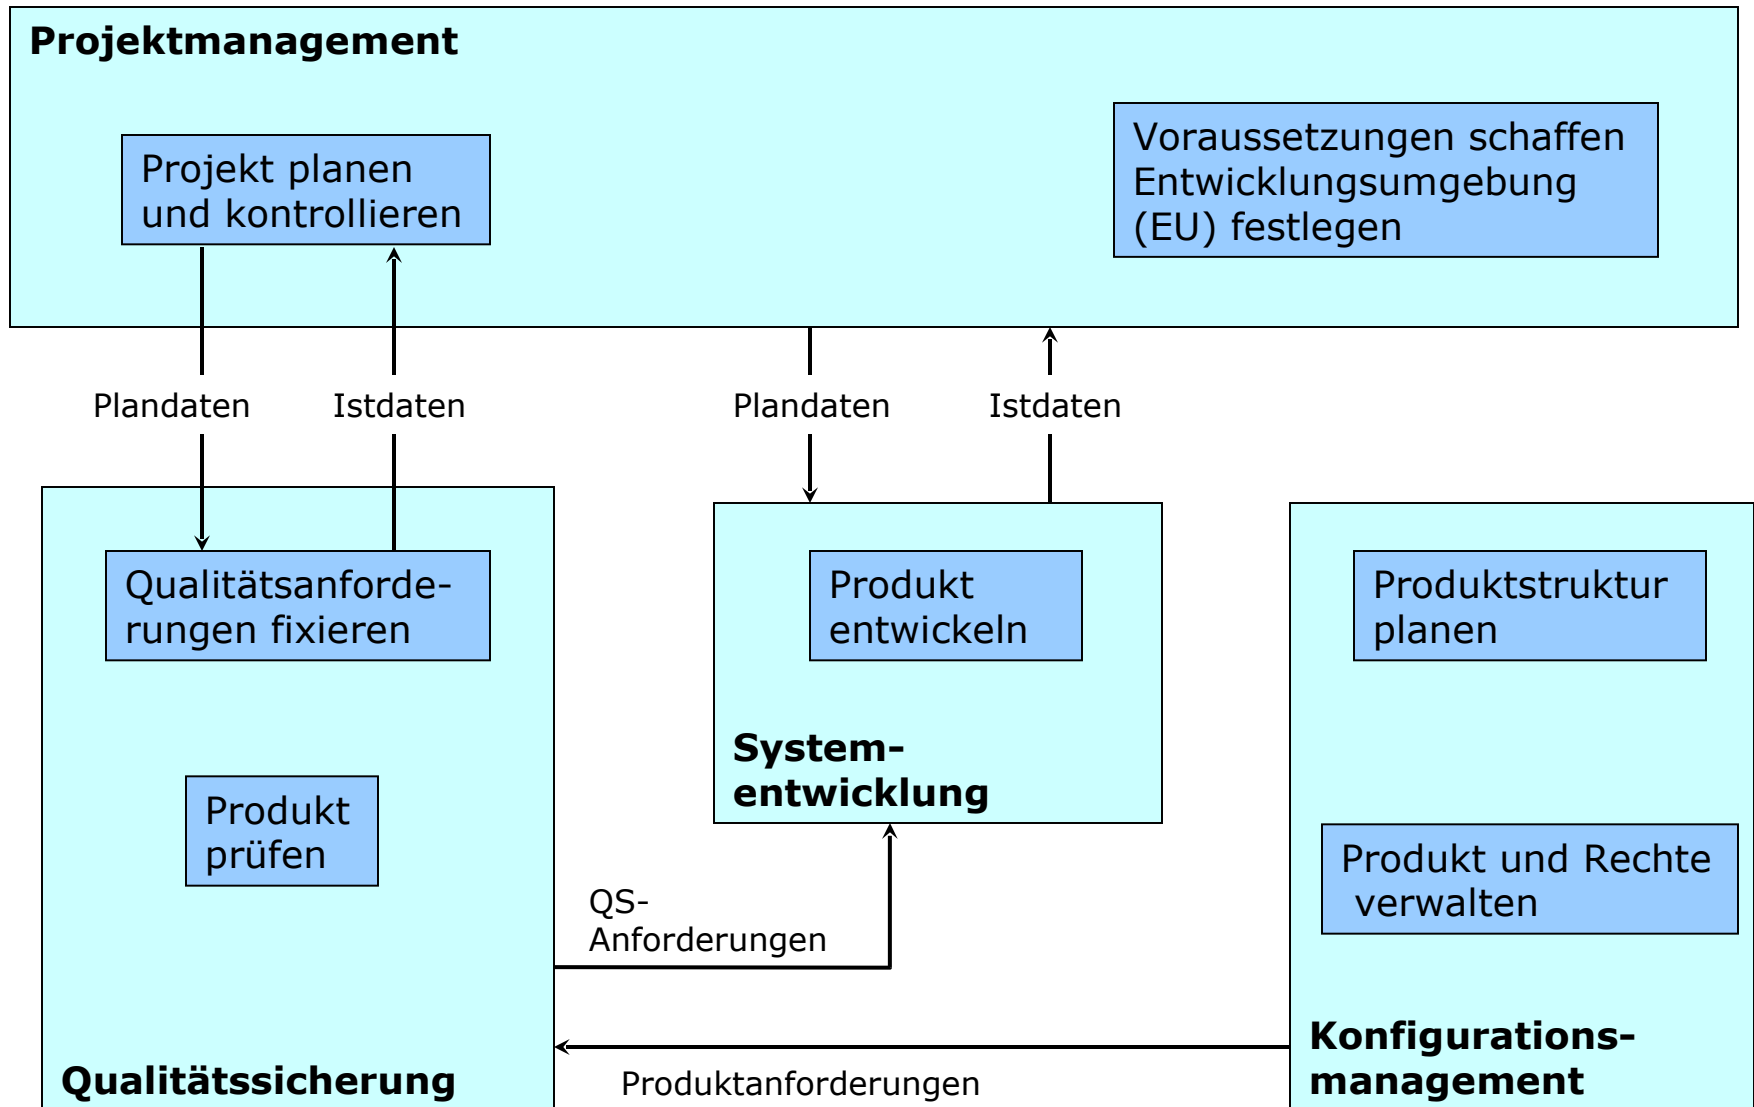 Projektmanagement
Projekt planen
und kontrollieren
Voraussetzungen schaffen
Entwicklungsumgebung
(EU) festlegen
Plandaten
Istdaten
Plandaten
Istdaten
Qualitätsanforde-
rungen fixieren
Produkt
prüfen
Qualitätssicherung
Produkt
entwickeln
System-
entwicklung
QS-
Anforderungen
Produktanforderungen
Produktstruktur
planen
Produkt und Rechte
verwalten
Konfigurations-
management